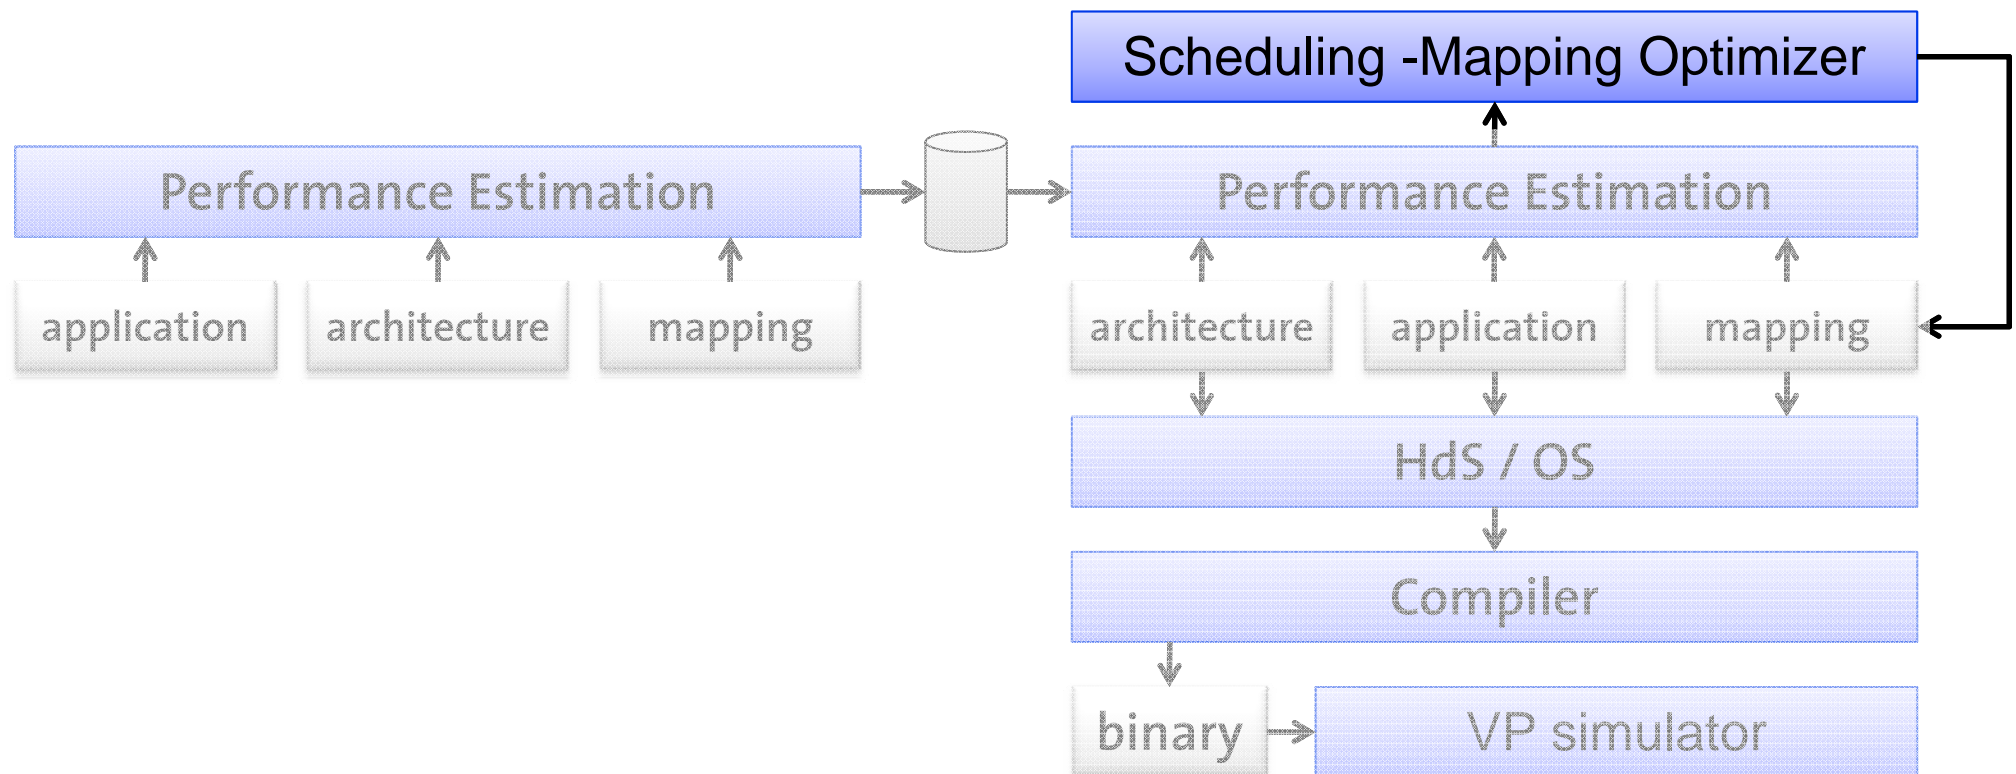 Scheduling -Mapping Optimizer
Performance Estimation
Performance Estimation
application
architecture
mapping
architecture
application
mapping
HdS / OS
Compiler
binary
VP simulator